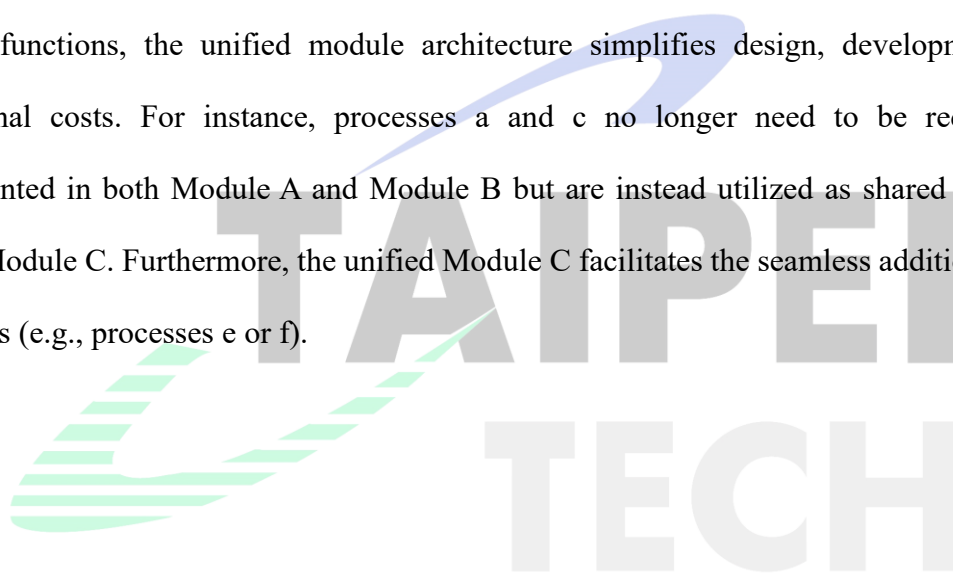 functions, the unified module architecture simplifies design, developm
nal costs. For instance, processes a and c no longer need to be red
nted in both Module A and Module B but are instead utilized as shared
Module C. Furthermore, the unified Module C facilitates the seamless additi
s (e.g., processes e or f).
TAIPEI
TECH